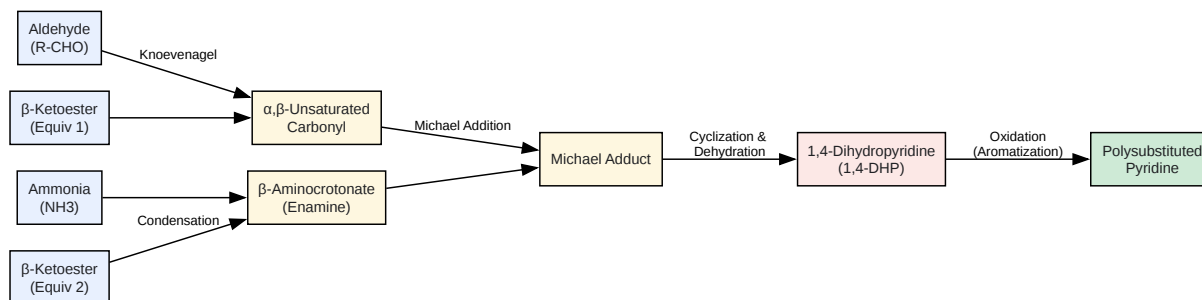 Aldehyde
(R-CHO)
Knoevenagel
β-Ketoester
(Equiv 1)
α,β-Unsaturated
Carbonyl
Michael Addition
Ammonia
(NH3)
β-Aminocrotonate
(Enamine)
Condensation
β-Ketoester
(Equiv 2)
Michael Adduct
Cyclization &
Dehydration
1,4-Dihydropyridine
(1,4-DHP)
Oxidation
(Aromatization)
Polysubstituted
Pyridine